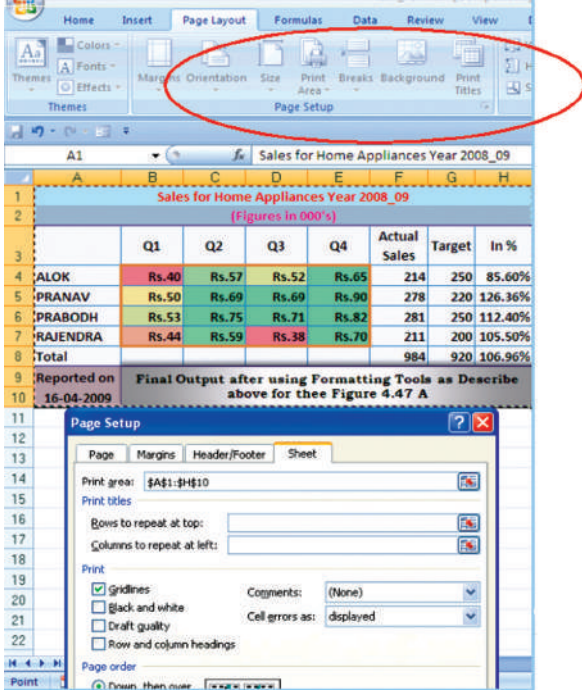 Home Insert Page Layout Formulas Data Review View
Themes Colors Fonts Effects Margins Orientation Size Print Area Breaks Background Print Titles
Themes Page Setup
A1 fx Sales for Home Appliances Year 2008_09
A B C D E F G H
1 Sales for Home Appliances Year 2008_09
2 (Figures in 000's)
3 Q1 Q2 Q3 Q4 Actual Sales Target In %
4 ALOK Rs.40 Rs.57 Rs.52 Rs.65 214 250 85.60%
5 PRANAV Rs.50 Rs.69 Rs.69 Rs.90 278 220 126.36%
6 PRABODH Rs.53 Rs.75 Rs.71 Rs.82 281 250 112.40%
7 RAJENDRA Rs.44 Rs.59 Rs.38 Rs.70 211 200 105.50%
8 Total 984 920 106.96%
9 Reported on Final Output after using Formatting Tools as Describe
10 16-04-2009 above for thee Figure 4.47 A
11 Page Setup
12
13 Page Margins Header/Footer Sheet
14 Print area: $A$1:$H$10
15 Print titles
16 Rows to repeat at top:
17 Columns to repeat at left:
18 Print
19 Gridlines Comments: (None)
20 Black and white
21 Draft quality Cell errors as: displayed
22 Row and column headings
Page order
Point Down, then over